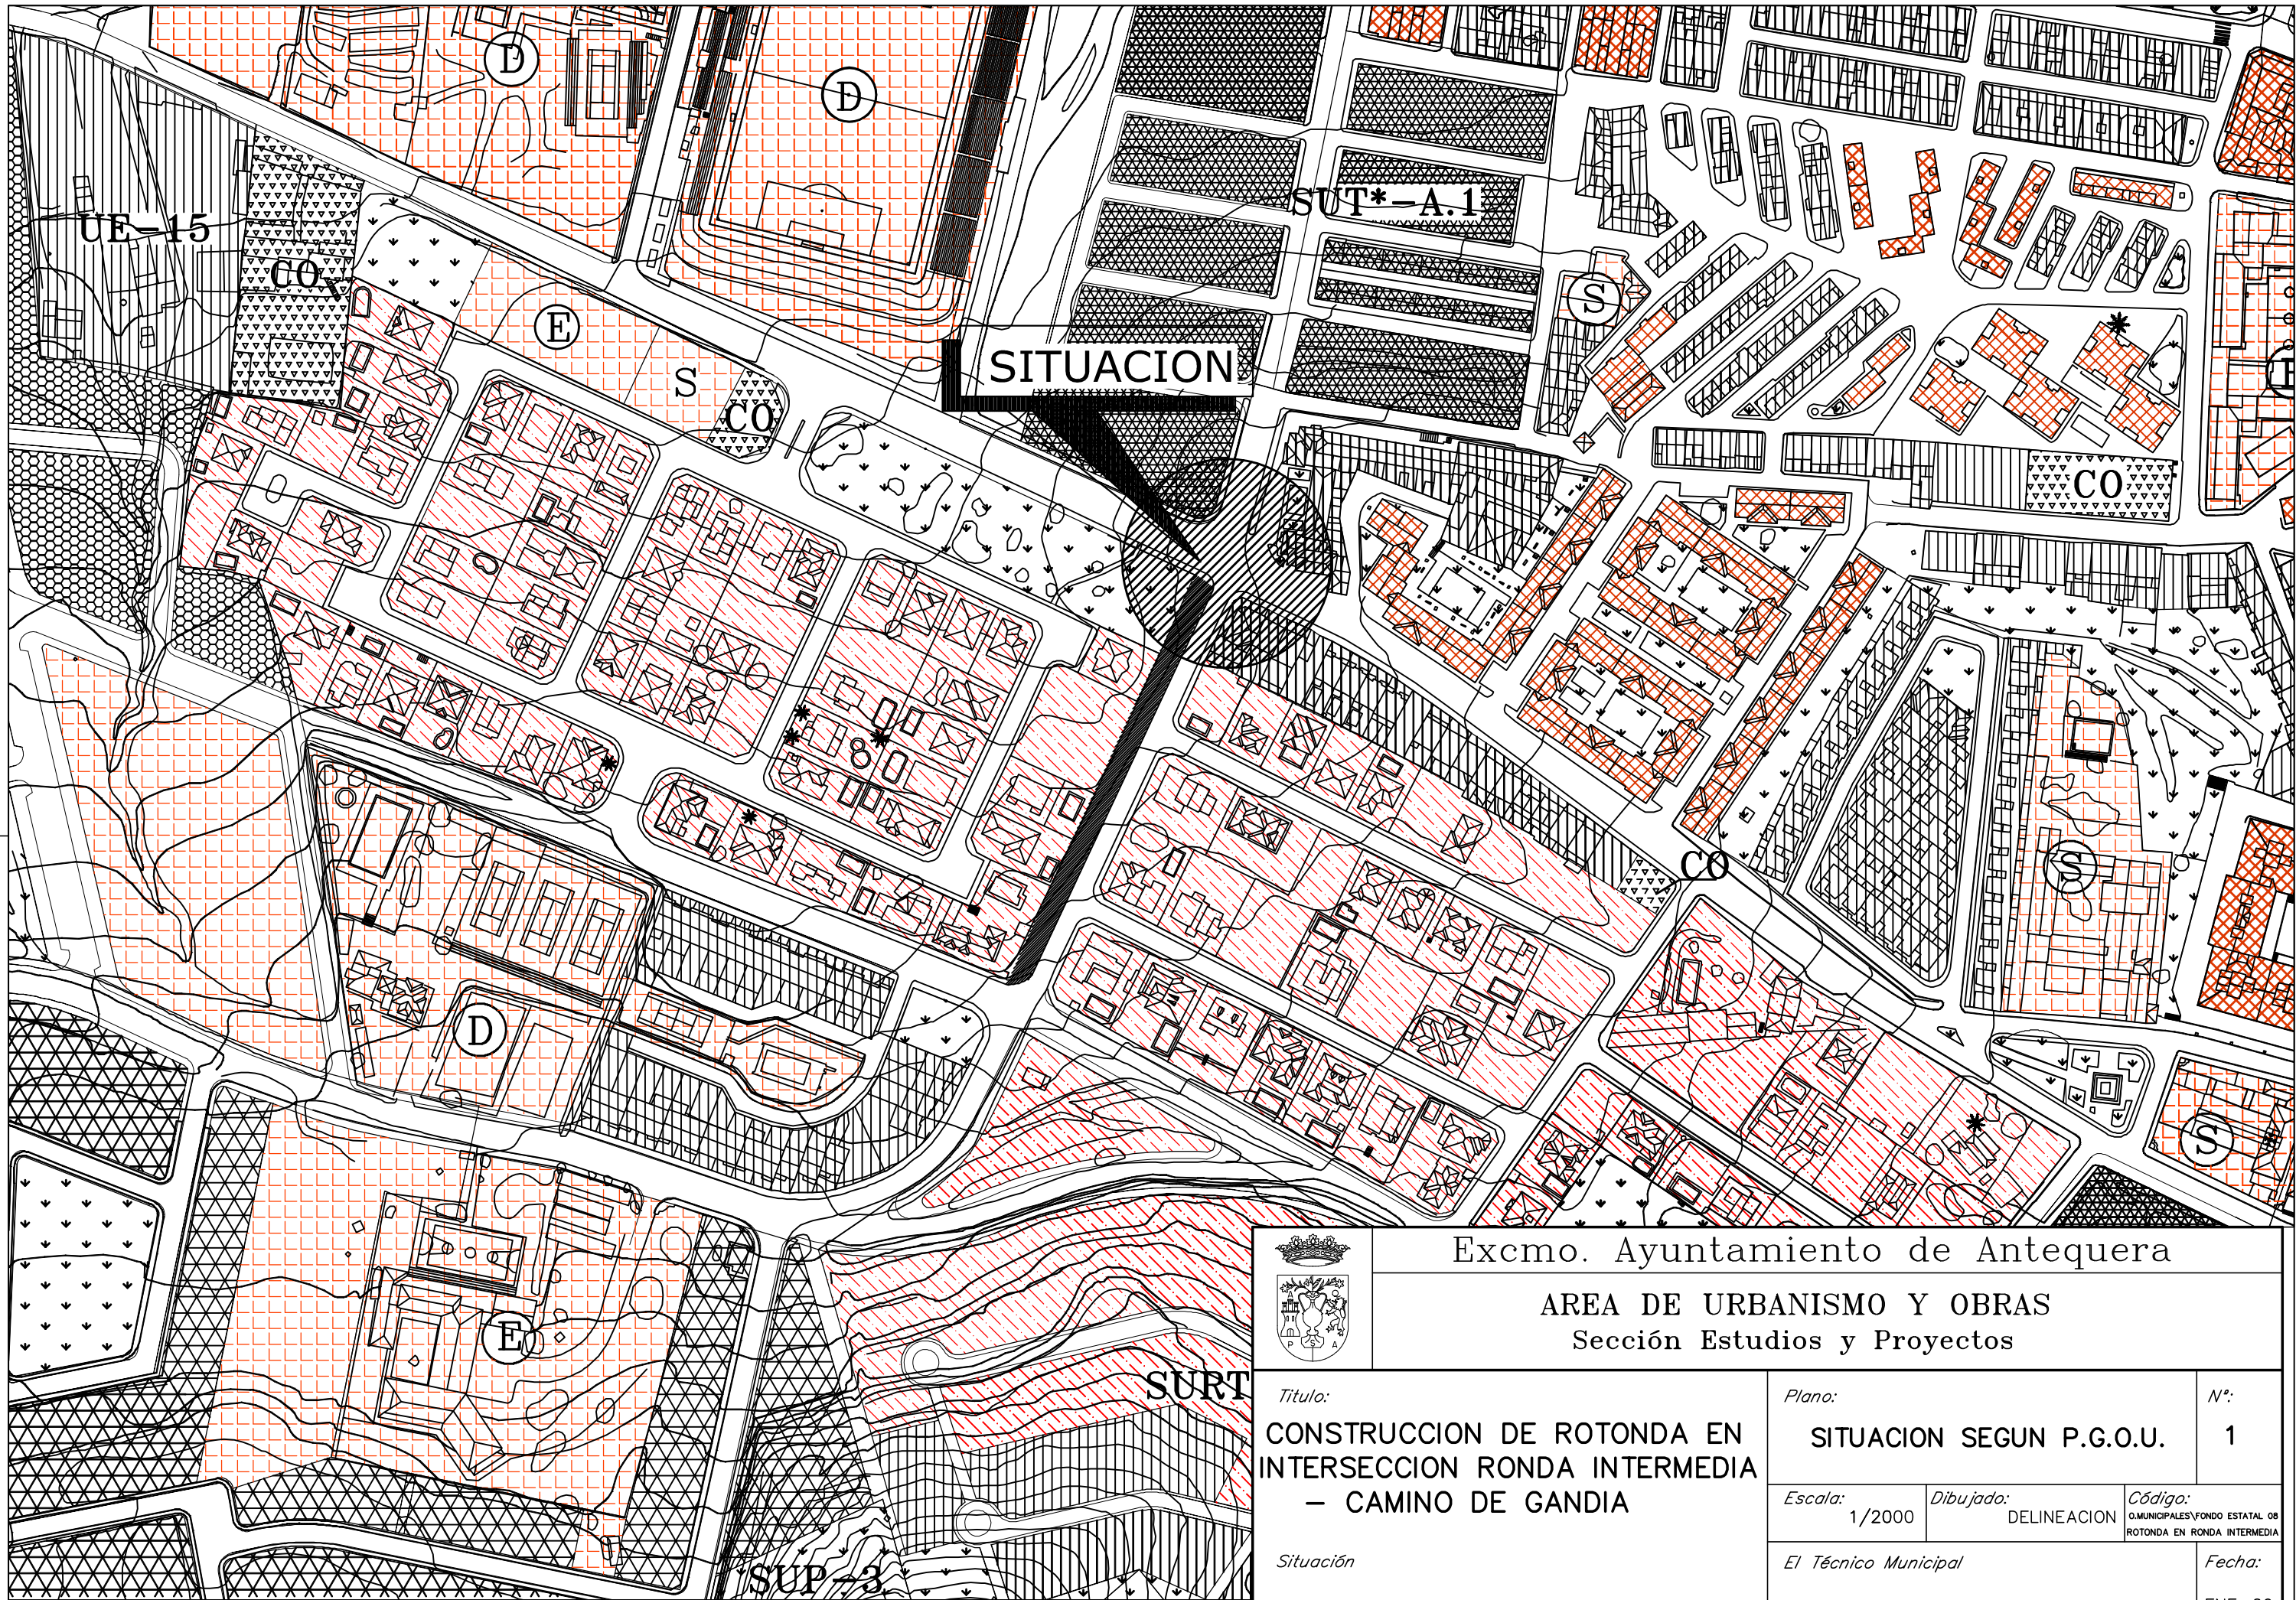 D
D
SUT*-A.1
UE-15
CO
E
S
SITUACION
S
CO
CO
CO
S
D
S
E
SURT
SUP-3
Excmo. Ayuntamiento de Antequera
AREA DE URBANISMO Y OBRAS
Sección Estudios y Proyectos
P S A
Titulo:
CONSTRUCCION DE ROTONDA EN
INTERSECCION RONDA INTERMEDIA
– CAMINO DE GANDIA
Situación
Plano:
SITUACION SEGUN P.G.O.U.
Nº:
1
Escala:
1/2000
Dibujado:
DELINEACION
Código:
O.MUNICIPALES\FONDO ESTATAL 08
ROTONDA EN RONDA INTERMEDIA
El Técnico Municipal
Fecha: